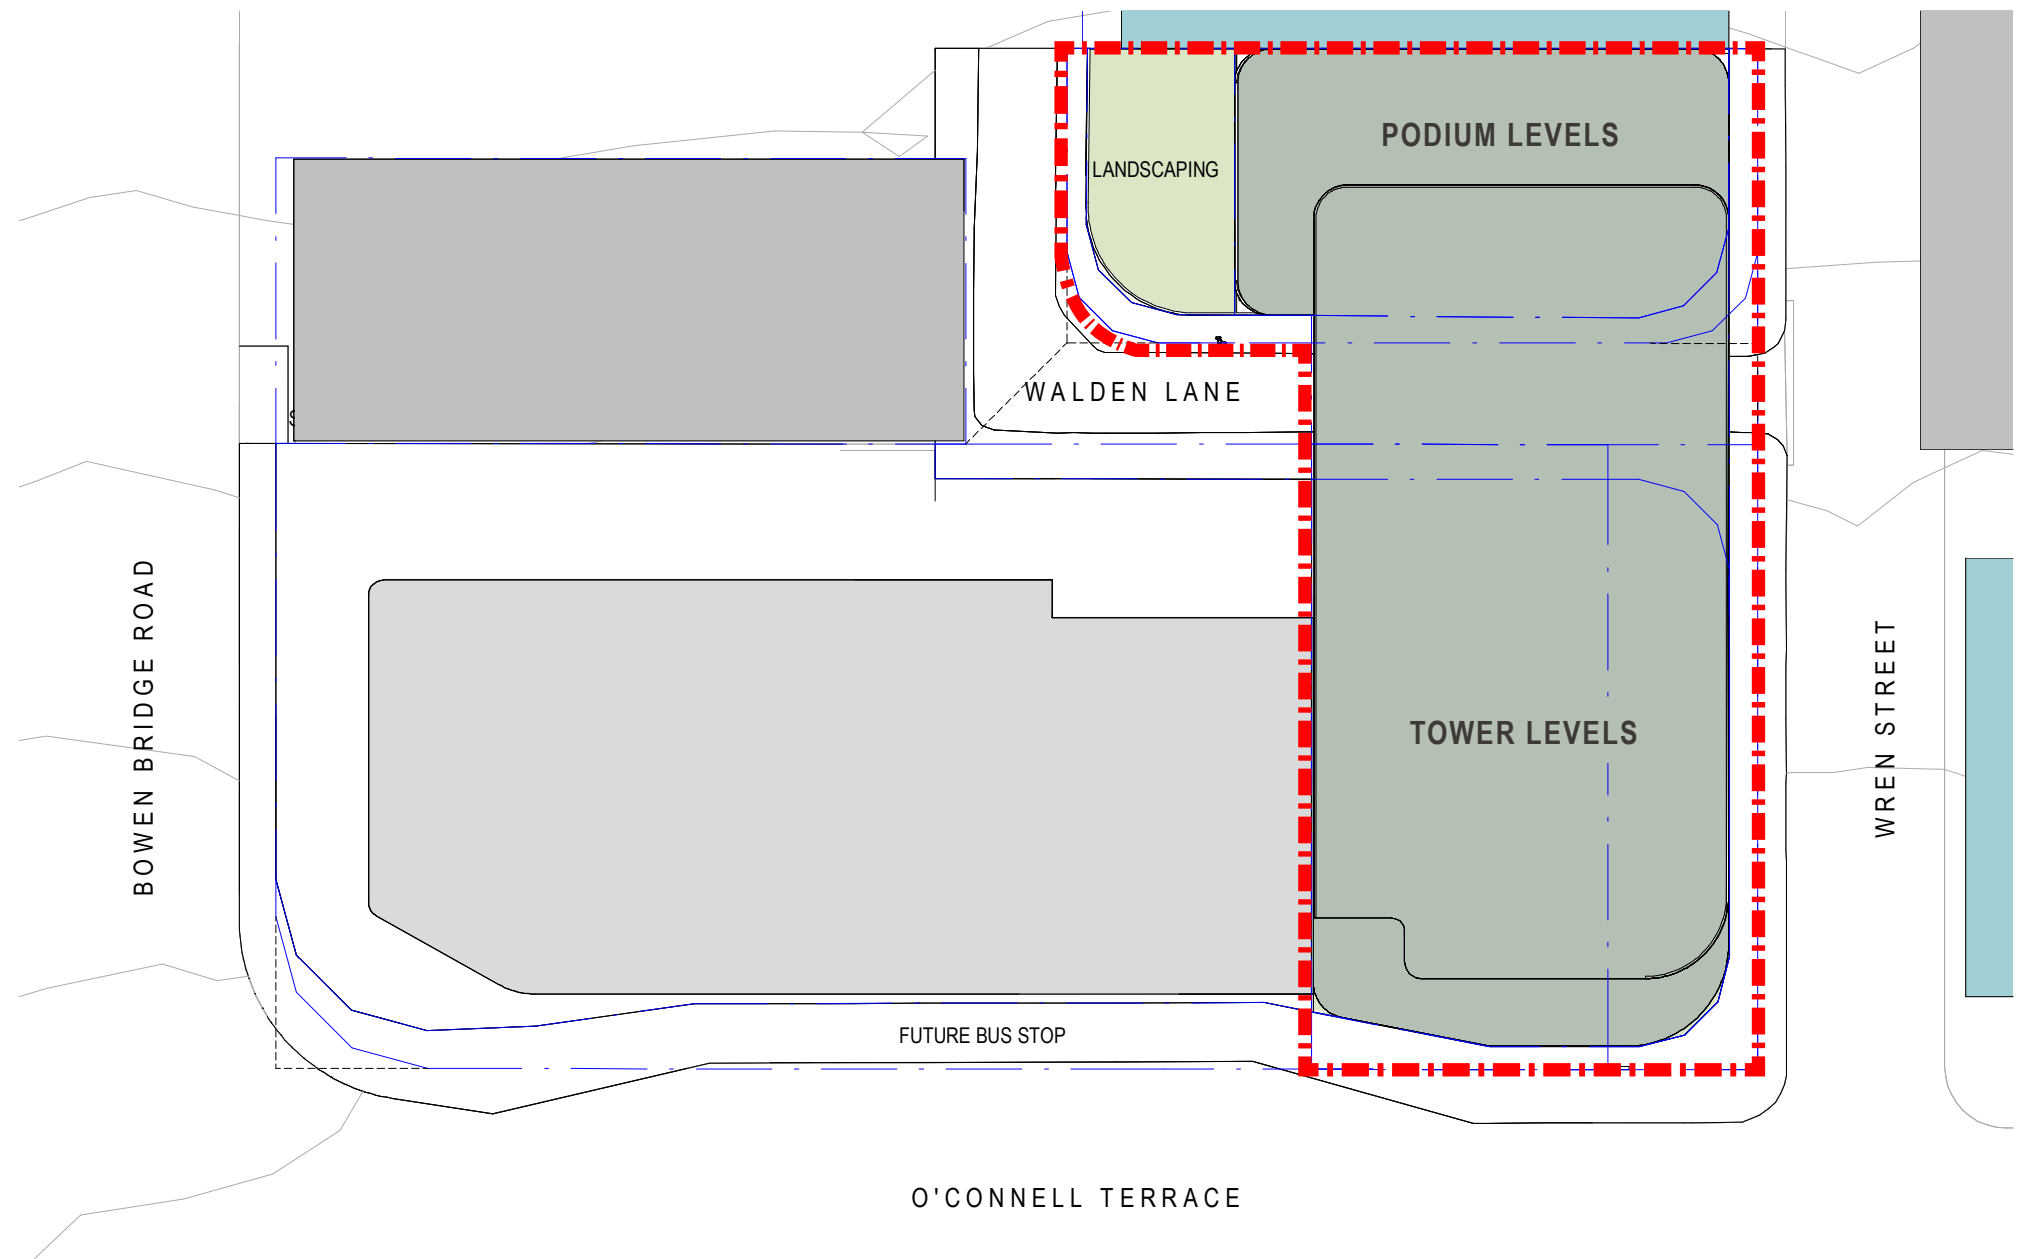 PODIUM LEVELS
LANDSCAPING
WALDEN LANE
BOWEN BRIDGE ROAD
WREN STREET
TOWER LEVELS
FUTURE BUS STOP
O'CONNELL TERRACE